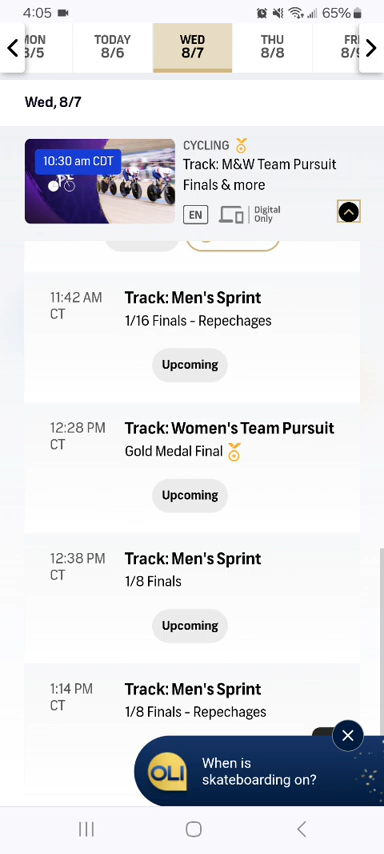 4:05
65%
MON
8/5
TODAY
8/6
WED
8/7
THU
8/8
FRI
8/9
Wed, 8/7
10:30 am CDT
CYCLING
Track: M&W Team Pursuit
Finals & more
EN
Digital
Only
11:42 AM
CT
Track: Men's Sprint
1/16 Finals - Repechages
Upcoming
12:28 PM
CT
Track: Women's Team Pursuit
Gold Medal Final
Upcoming
12:38 PM
CT
Track: Men's Sprint
1/8 Finals
Upcoming
1:14 PM
CT
Track: Men's Sprint
1/8 Finals - Repechages
OLI
When is
skateboarding on?